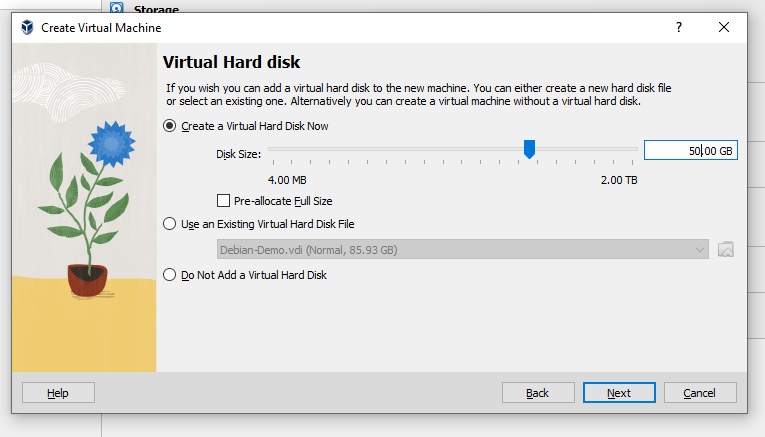 Storage
Create Virtual Machine
?
Virtual Hard disk
If you wish you can add a virtual hard disk to the new machine. You can either create a new hard disk file
or select an existing one. Alternatively you can create a virtual machine without a virtual hard disk.
Create a Virtual Hard Disk Now
Disk Size:
50,00 GB
4.00 MB
2.00 TB
Pre-allocate Full Size
Use an Existing Virtual Hard Disk File
Debian-Demo.vdi (Normal, 85.93 GB)
Do Not Add a Virtual Hard Disk
Help
Back
Next
Cancel